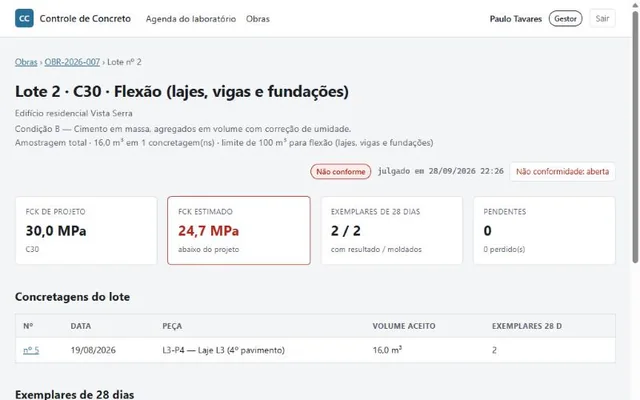 CC Controle de Concreto Agenda do laboratório Obras Paulo Tavares Gestor Sair
Obras › OBR-2026-007 › Lote nº 2
Lote 2 · C30 · Flexão (lajes, vigas e fundações)
Edifício residencial Vista Serra
Condição B — Cimento em massa, agregados em volume com correção de umidade.
Amostragem total · 16,0 m³ em 1 concretagem(ns) · limite de 100 m³ para flexão (lajes, vigas e fundações)
Não conforme julgado em 28/09/2026 22:26 Não conformidade: aberta
FCK DE PROJETO
30,0 MPa
C30
FCK ESTIMADO
24,7 MPa
abaixo do projeto
EXEMPLARES DE 28 DIAS
2 / 2
com resultado / moldados
PENDENTES
0
0 perdido(s)
Concretagens do lote
Nº DATA PEÇA VOLUME ACEITO EXEMPLARES 28 D
nº 5 19/08/2026 L3-P4 — Laje L3 (4º pavimento) 16,0 m³ 2
Exemplares de 28 dias